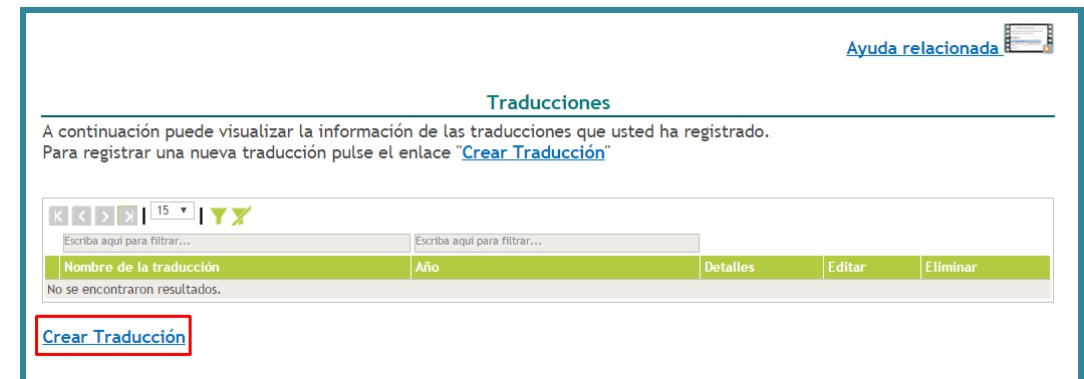 Ayuda relacionada
Traducciones
A continuación puede visualizar la información de las traducciones que usted ha registrado.
Para registrar una nueva traducción pulse el enlace "Crear Traducción"
15
Escriba aquí para filtrar... Escriba aquí para filtrar...
Nombre de la traducción Año Detalles Editar Eliminar
No se encontraron resultados.
Crear Traducción